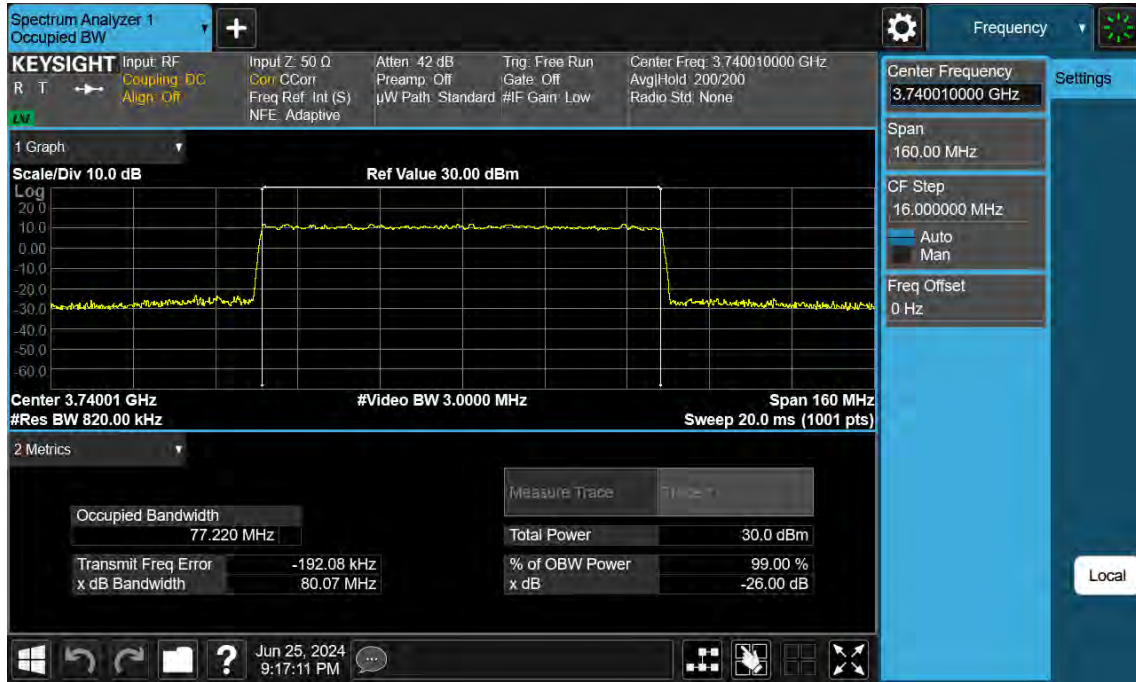 Spectrum Analyzer 1
Occupied BW
+
Frequency
KEYSIGHT
R T
LXI
Input: RF
Coupling: DC
Align: Off
Input Z: 50 Ω
Corr CCorr
Freq Ref: Int (S)
NFE: Adaptive
Atten: 42 dB
Preamp: Off
µW Path: Standard
Trig: Free Run
Gate: Off
#IF Gain: Low
Center Freq: 3.740010000 GHz
Avg|Hold: 200/200
Radio Std: None
Center Frequency
3.740010000 GHz
Settings
Span
160.00 MHz
CF Step
16.000000 MHz
Auto
Man
Freq Offset
0 Hz
Local
1 Graph
Scale/Div 10.0 dB
Ref Value 30.00 dBm
Log
20.0
10.0
0.00
-10.0
-20.0
-30.0
-40.0
-50.0
-60.0
Center 3.74001 GHz
#Video BW 3.0000 MHz
Span 160 MHz
#Res BW 820.00 kHz
Sweep 20.0 ms (1001 pts)
2 Metrics
Measure Trace
Occupied Bandwidth
77.220 MHz
Total Power 30.0 dBm
Transmit Freq Error -192.08 kHz
% of OBW Power 99.00 %
x dB Bandwidth 80.07 MHz
x dB -26.00 dB
?
Jun 25, 2024
9:17:11 PM